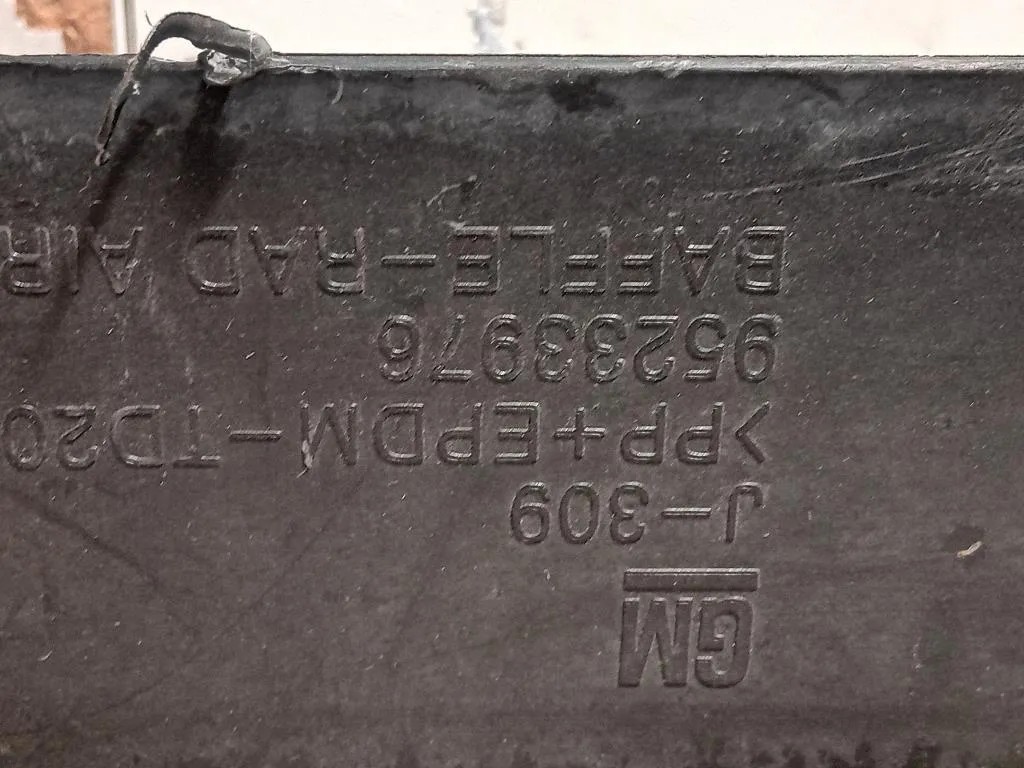 GM
J-309
>PP+EPDM-TD20
95233976
BAFFLE-RAD AIR